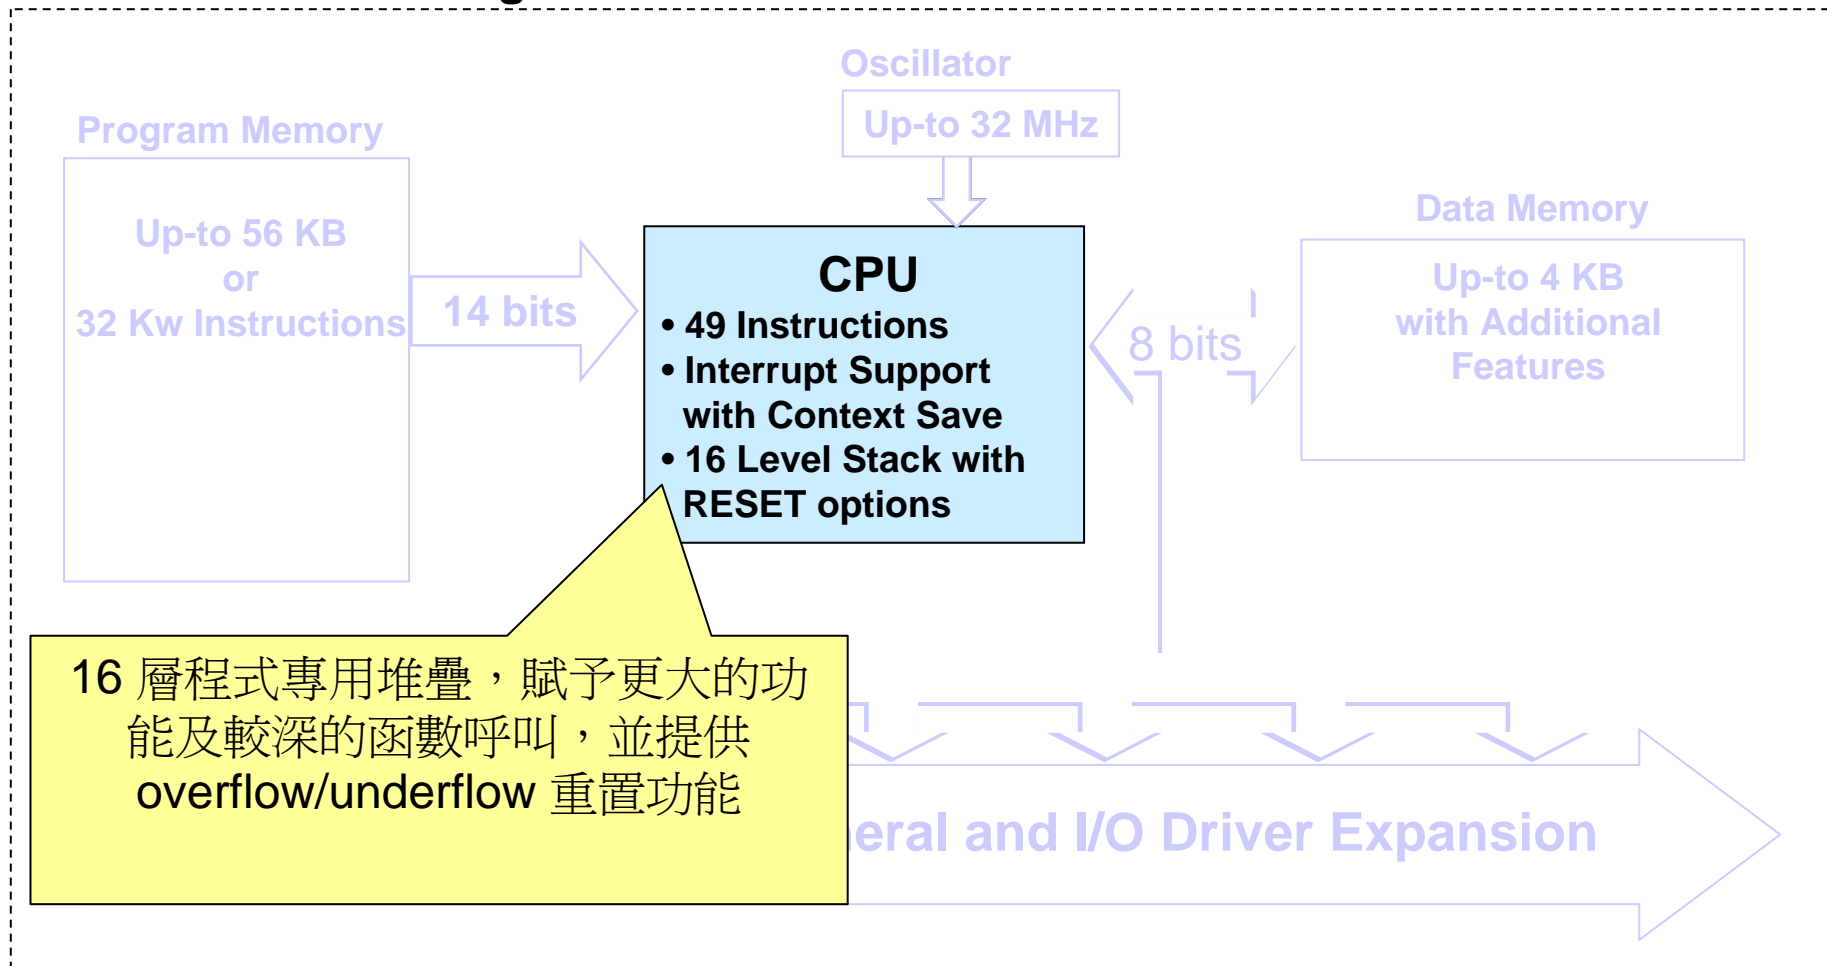 Oscillator
Up-to 32 MHz
Program Memory
Up-to 56 KB
or
32 Kw Instructions
14 bits
CPU
• 49 Instructions
• Interrupt Support
with Context Save
• 16 Level Stack with
RESET options
8 bits
Data Memory
Up-to 4 KB
with Additional
Features
16 層程式專用堆疊，賦予更大的功
能及較深的函數呼叫，並提供
overflow/underflow 重置功能
and I/O Driver Expansion